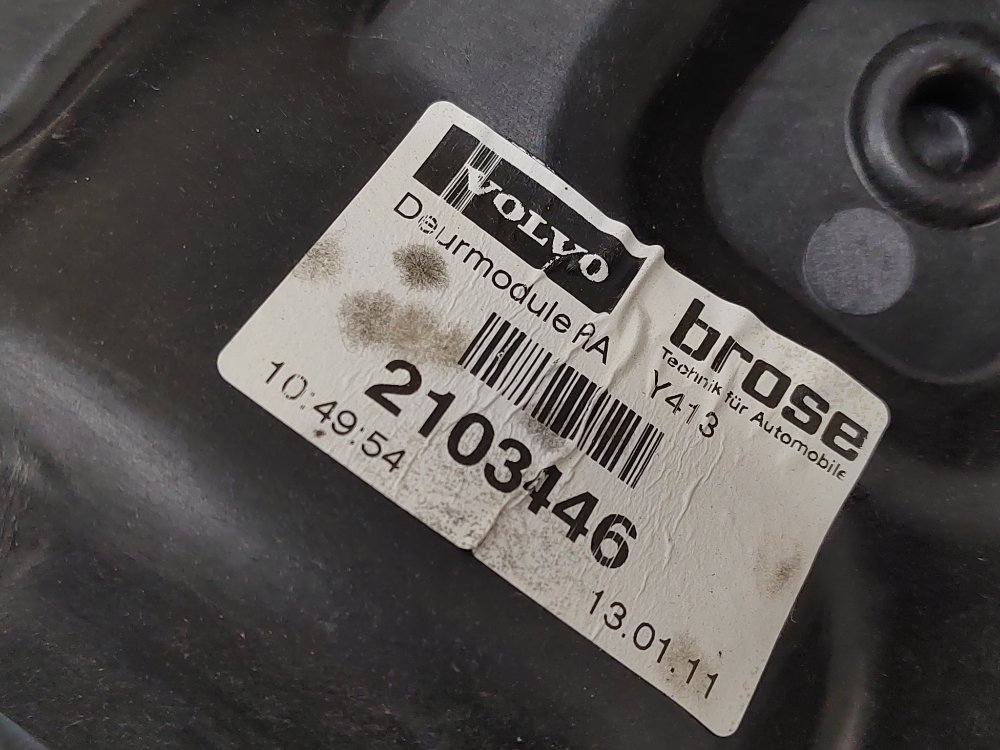 VOLVO
brose
Technik für Automobile
Deurmodule RA
Y413
2103446
10:49:54
13.01.11